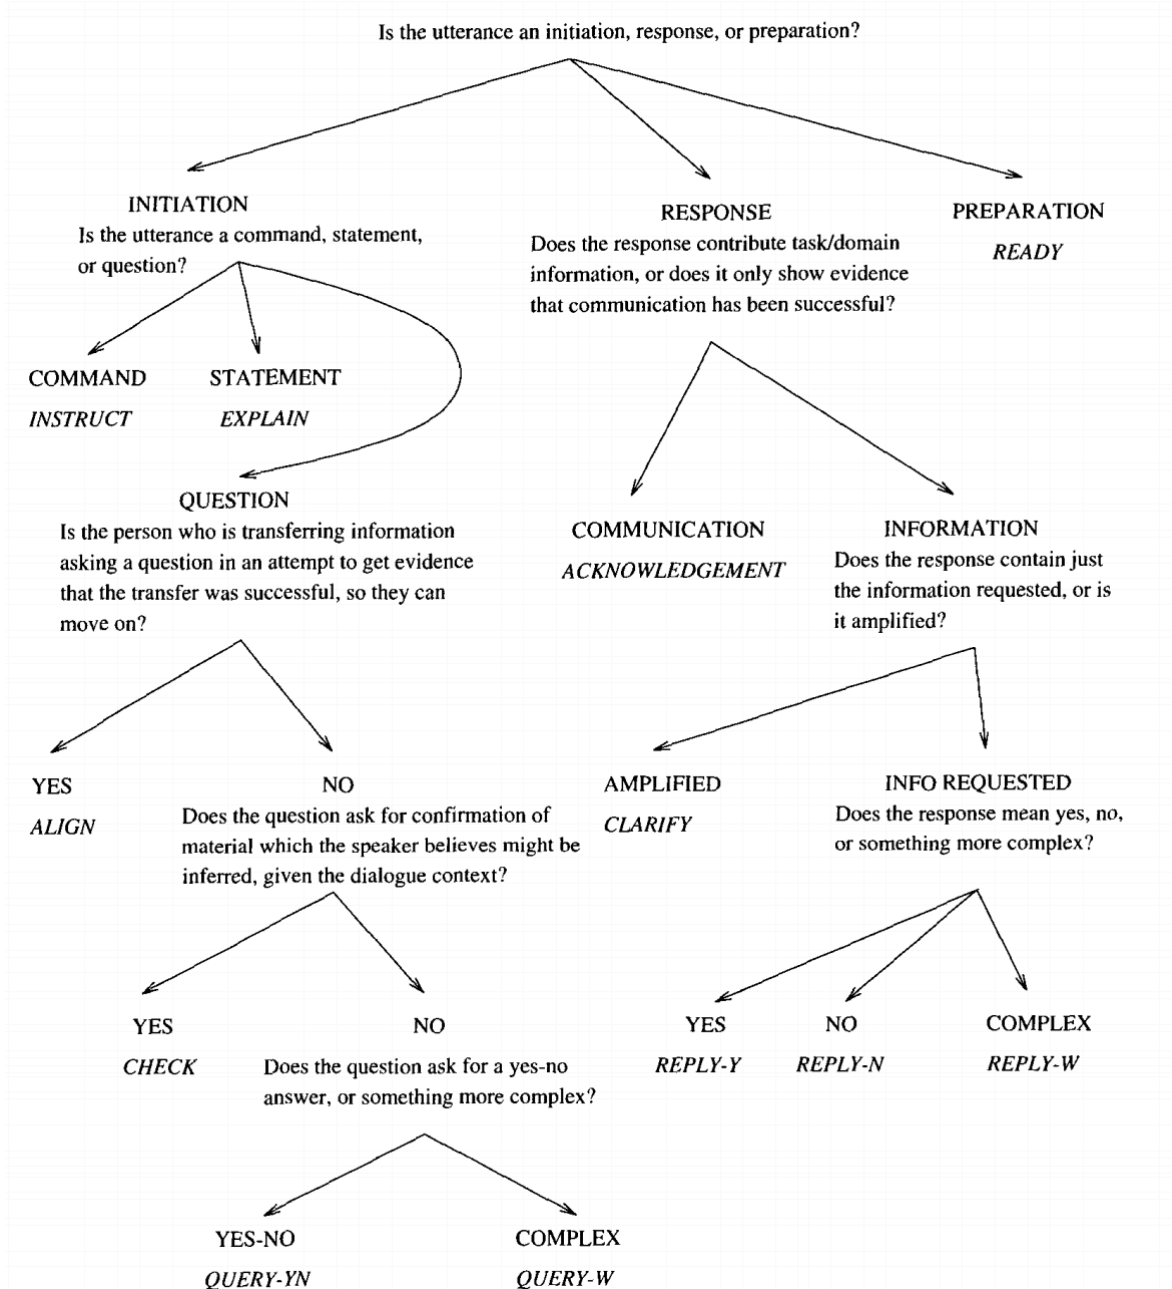 Is the utterance an initiation, response, or preparation?
INITIATION
Is the utterance a command, statement,
or question?
RESPONSE
Does the response contribute task/domain
information, or does it only show evidence
that communication has been successful?
PREPARATION
READY
COMMAND
INSTRUCT
STATEMENT
EXPLAIN
QUESTION
Is the person who is transferring information
asking a question in an attempt to get evidence
that the transfer was successful, so they can
move on?
COMMUNICATION
ACKNOWLEDGEMENT
INFORMATION
Does the response contain just
the information requested, or is
it amplified?
YES
ALIGN
NO
Does the question ask for confirmation of
material which the speaker believes might be
inferred, given the dialogue context?
AMPLIFIED
CLARIFY
INFO REQUESTED
Does the response mean yes, no,
or something more complex?
YES
CHECK
NO
Does the question ask for a yes-no
answer, or something more complex?
YES
REPLY-Y
NO
REPLY-N
COMPLEX
REPLY-W
YES-NO
QUERY-YN
COMPLEX
QUERY-W